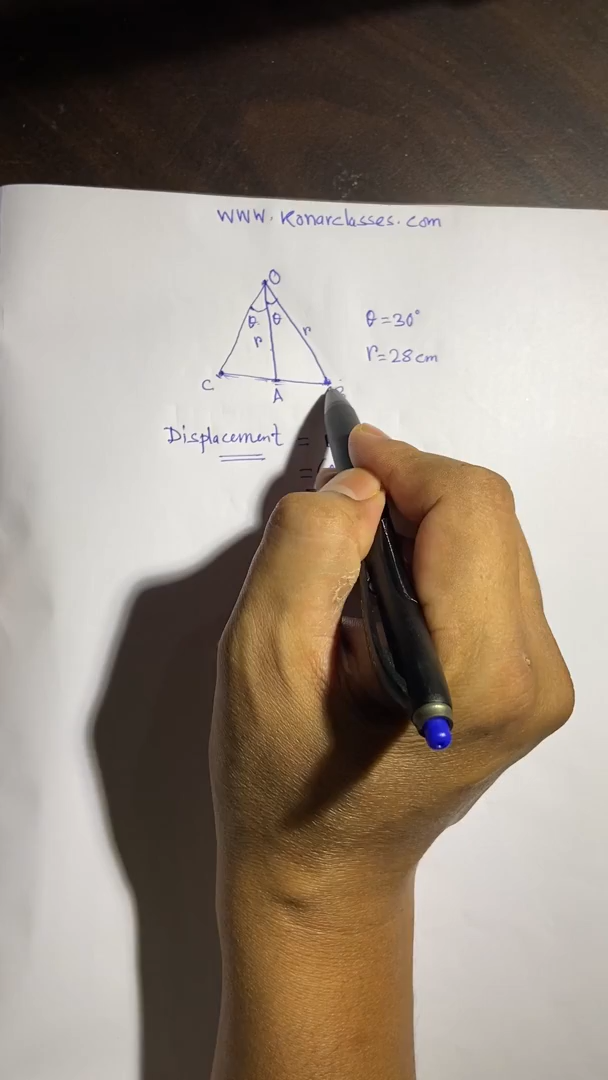 www.Konarclasses.com
O
θ θ
r r
θ=30°
r=28cm
C
A
Displacement =
=